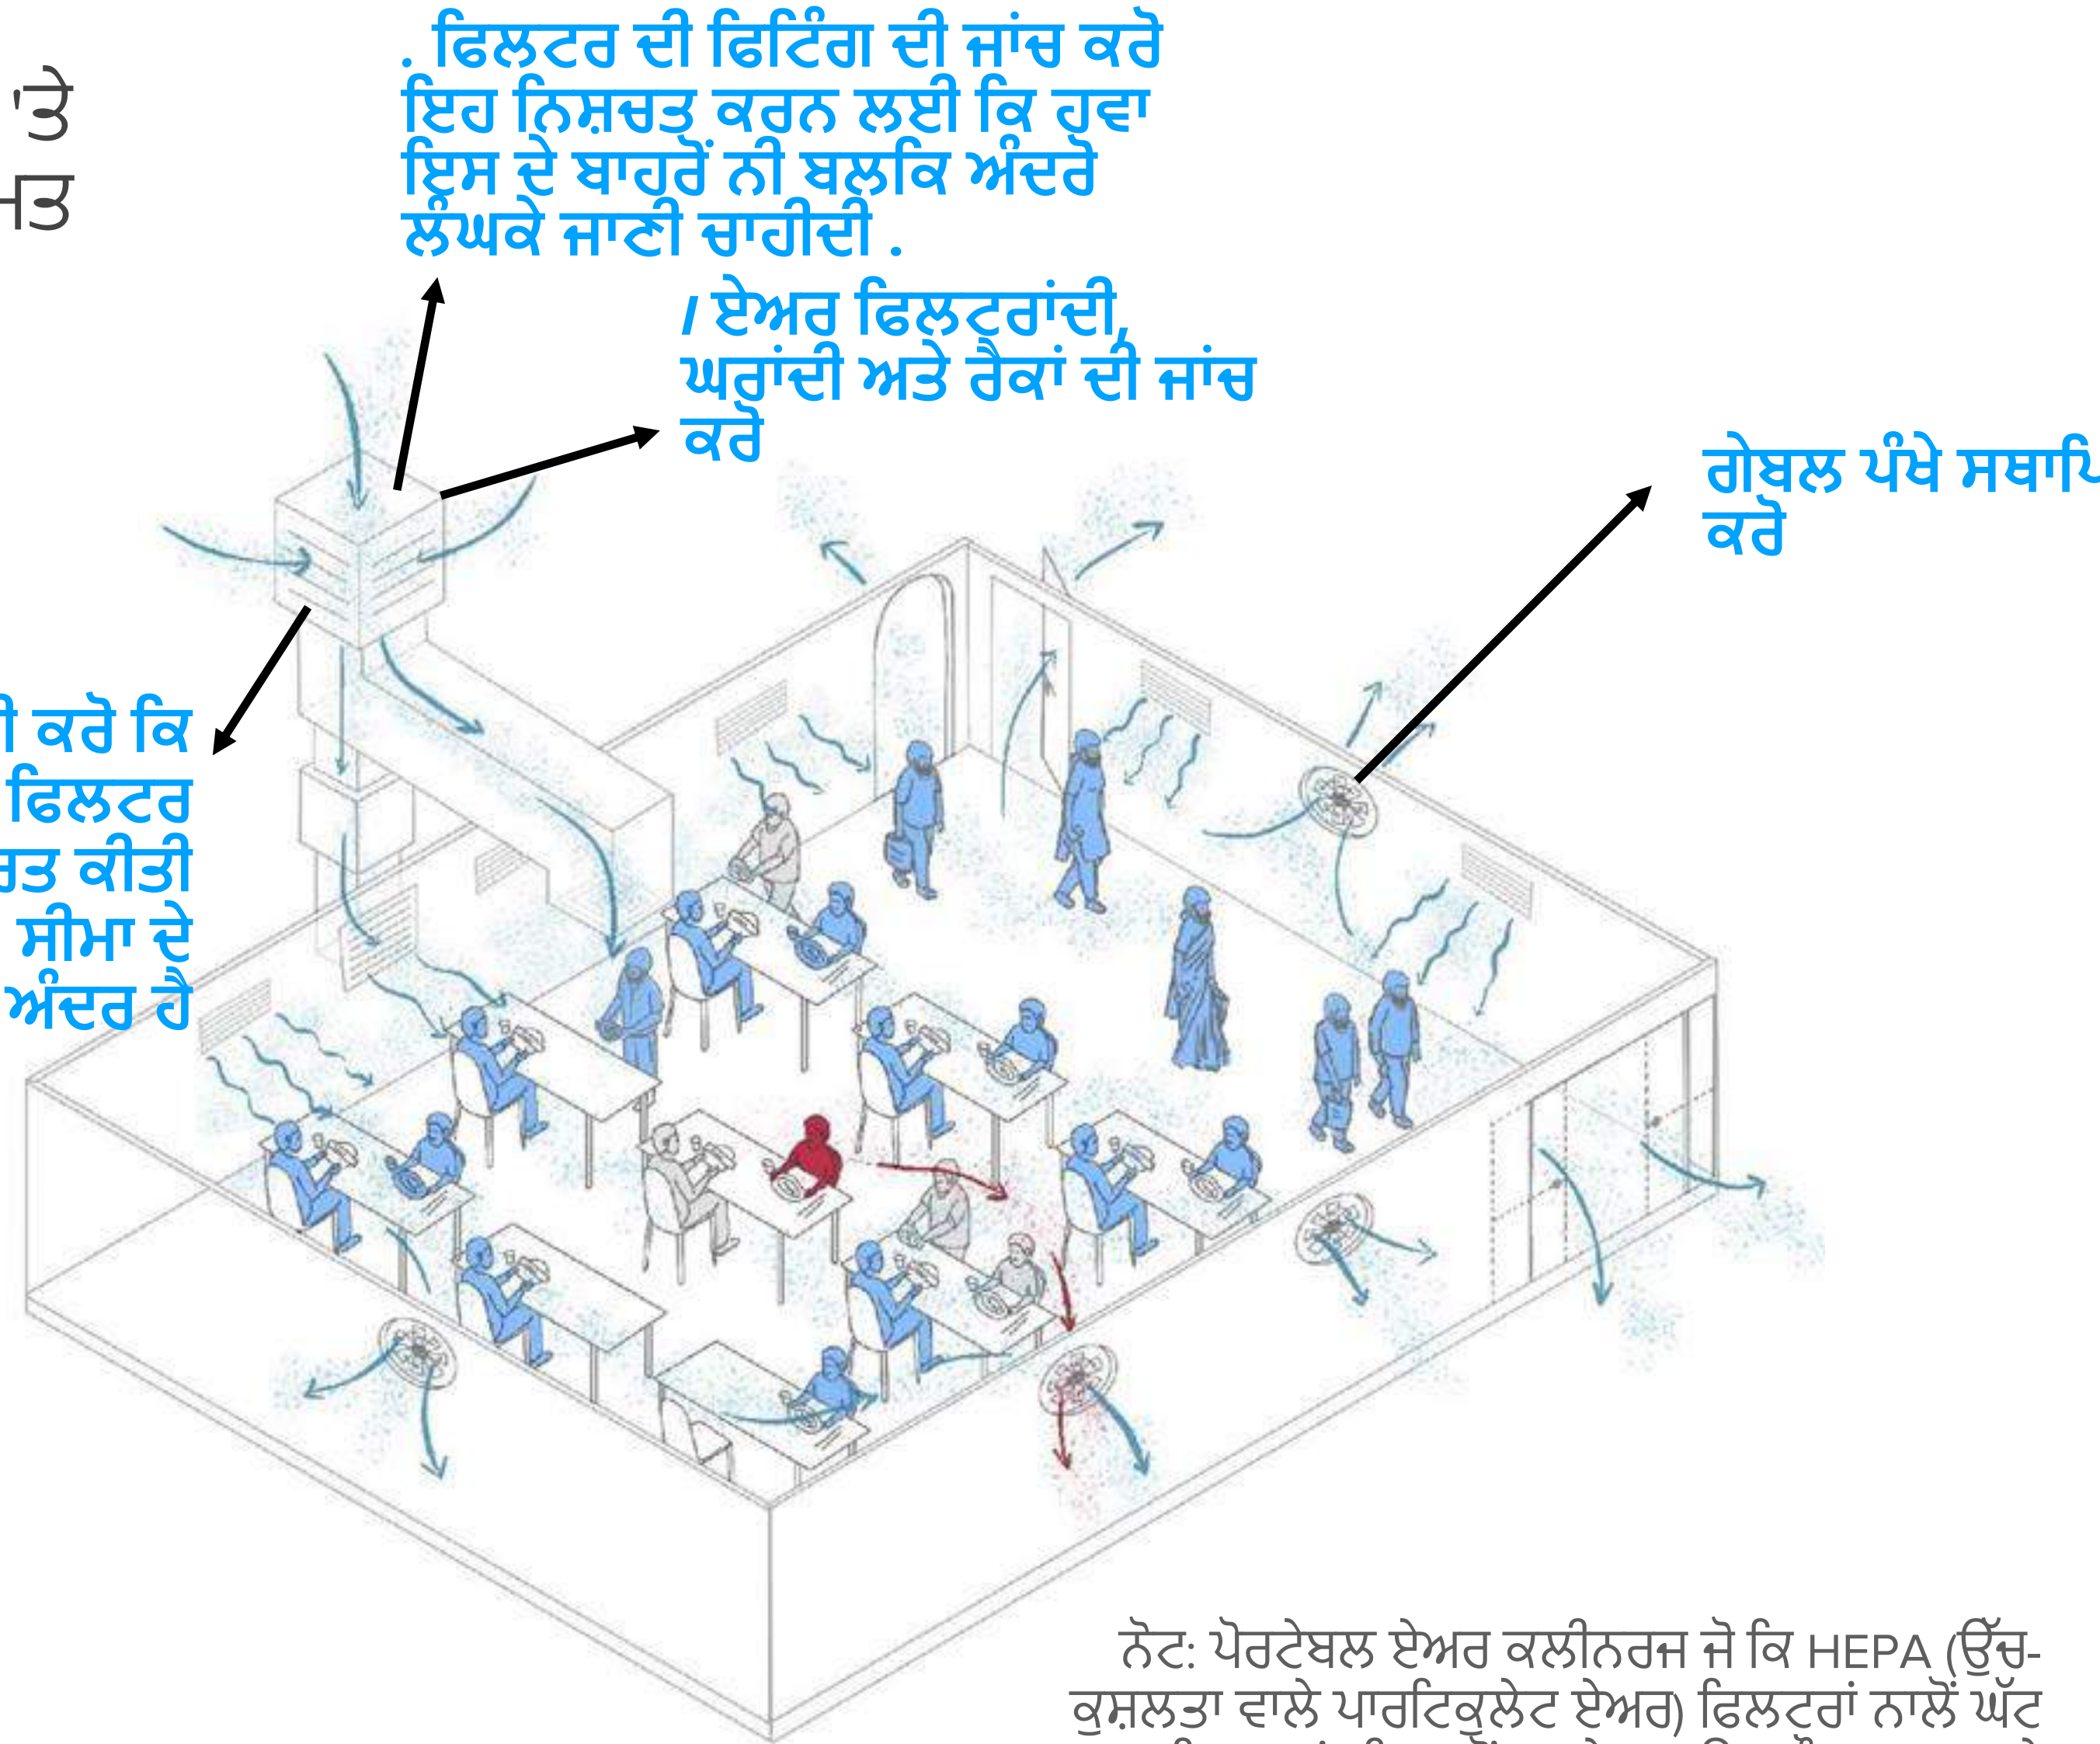 'ਤੇ
. ਫਿਲਟਰ ਦੀ ਫਿਟਿੰਗ ਦੀ ਜਾਂਚ ਕਰੋ
ਇਹ ਨਿਸ਼ਚਤ ਕਰਨ ਲਈ ਕਿ ਹਵਾ
ਇਸ ਦੇ ਬਾਹਰੋਂ ਨੀ ਬਲਕਿ ਅੰਦਰੋ
ਲੰਘਕੇ ਜਾਣੀ ਚਾਹੀਦੀ .
/ ਏਅਰ ਫਿਲਟਰਾਂਦੀ,
ਘਰਾਂਦੀ ਅਤੇ ਰੈਕਾਂ ਦੀ ਜਾਂਚ
ਕਰੋ
ਗੇਬਲ ਪੰਖੇ
ਕਰੋ
ਕਰੋ ਕਿ
ਫਿਲਟਰ
ਕੀਤੀ
ਸੀਮਾ ਦੇ
ਅੰਦਰ ਹੈ
ਨੋਟ: ਪੋਰਟੇਬਲ ਏਅਰ ਕਲੀਨਰਜ ਜੋ ਕਿ HEPA (ਉੱਚ-
ਕੁਸ਼ਲਤਾ ਵਾਲੇ ਪਾਰਟਿਕੁਲੇਟ ਏਅਰ) ਫਿਲਟਰਾਂ ਨਾਲੋਂ ਘੱਟ